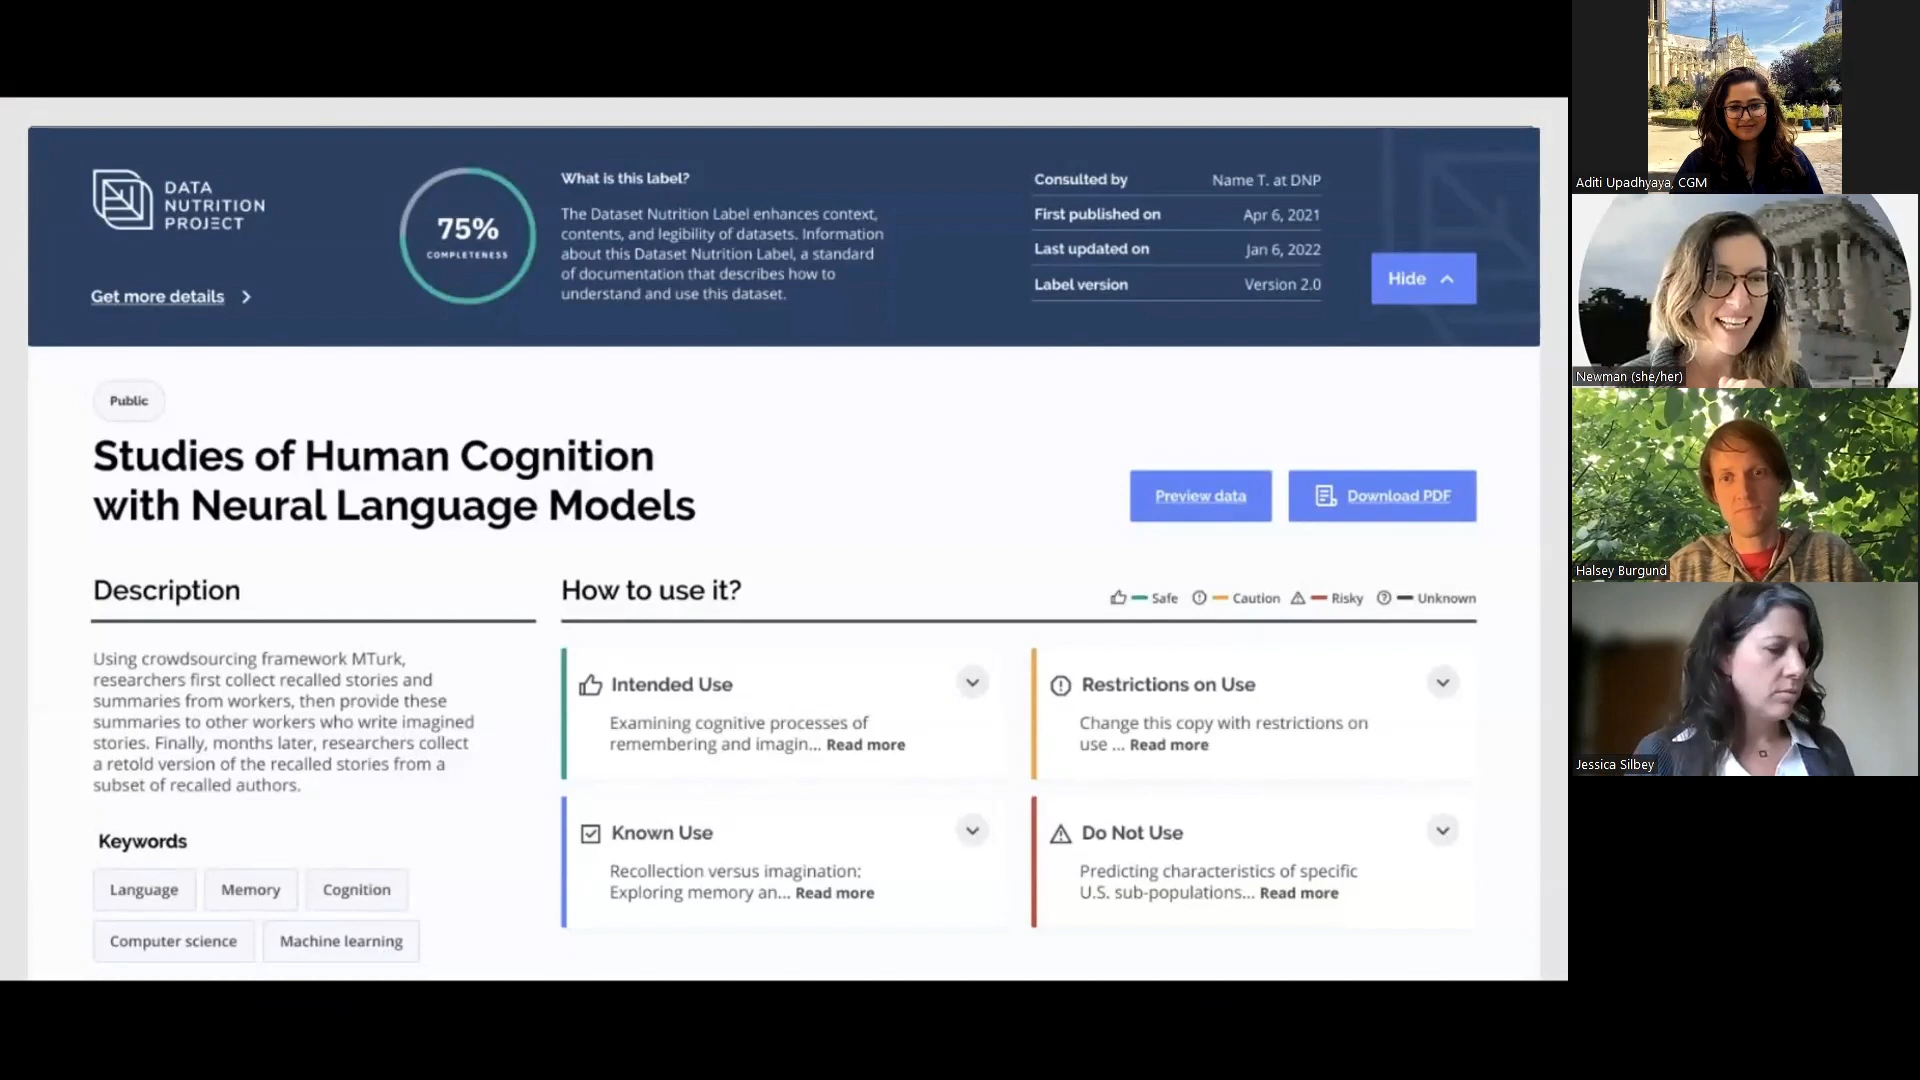 DATA
NUTRITION
PROJECT
Get more details
75%
COMPLETENESS
What is this label?
The Dataset Nutrition Label enhances context,
contents, and legibility of datasets. Information
about this Dataset Nutrition Label, a standard
of documentation that describes how to
understand and use this dataset.
Consulted by Name T. at DNP
First published on Apr 6, 2021
Last updated on Jan 6, 2022
Label version Version 2.0
Hide
Public
Studies of Human Cognition
with Neural Language Models
Preview data
Download PDF
Description
Using crowdsourcing framework MTurk,
researchers first collect recalled stories and
summaries from workers, then provide these
summaries to other workers who write imagined
stories. Finally, months later, researchers collect
a retold version of the recalled stories from a
subset of recalled authors.
Keywords
Language Memory Cognition
Computer science Machine learning
How to use it?
Safe Caution Risky Unknown
Intended Use
Examining cognitive processes of
remembering and imagin... Read more
Restrictions on Use
Change this copy with restrictions on
use ... Read more
Known Use
Recollection versus imagination:
Exploring memory an... Read more
Do Not Use
Predicting characteristics of specific
U.S. sub-populations... Read more
Aditi Upadhyaya, CGM
Newman (she/her)
Halsey Burgund
Jessica Silbey